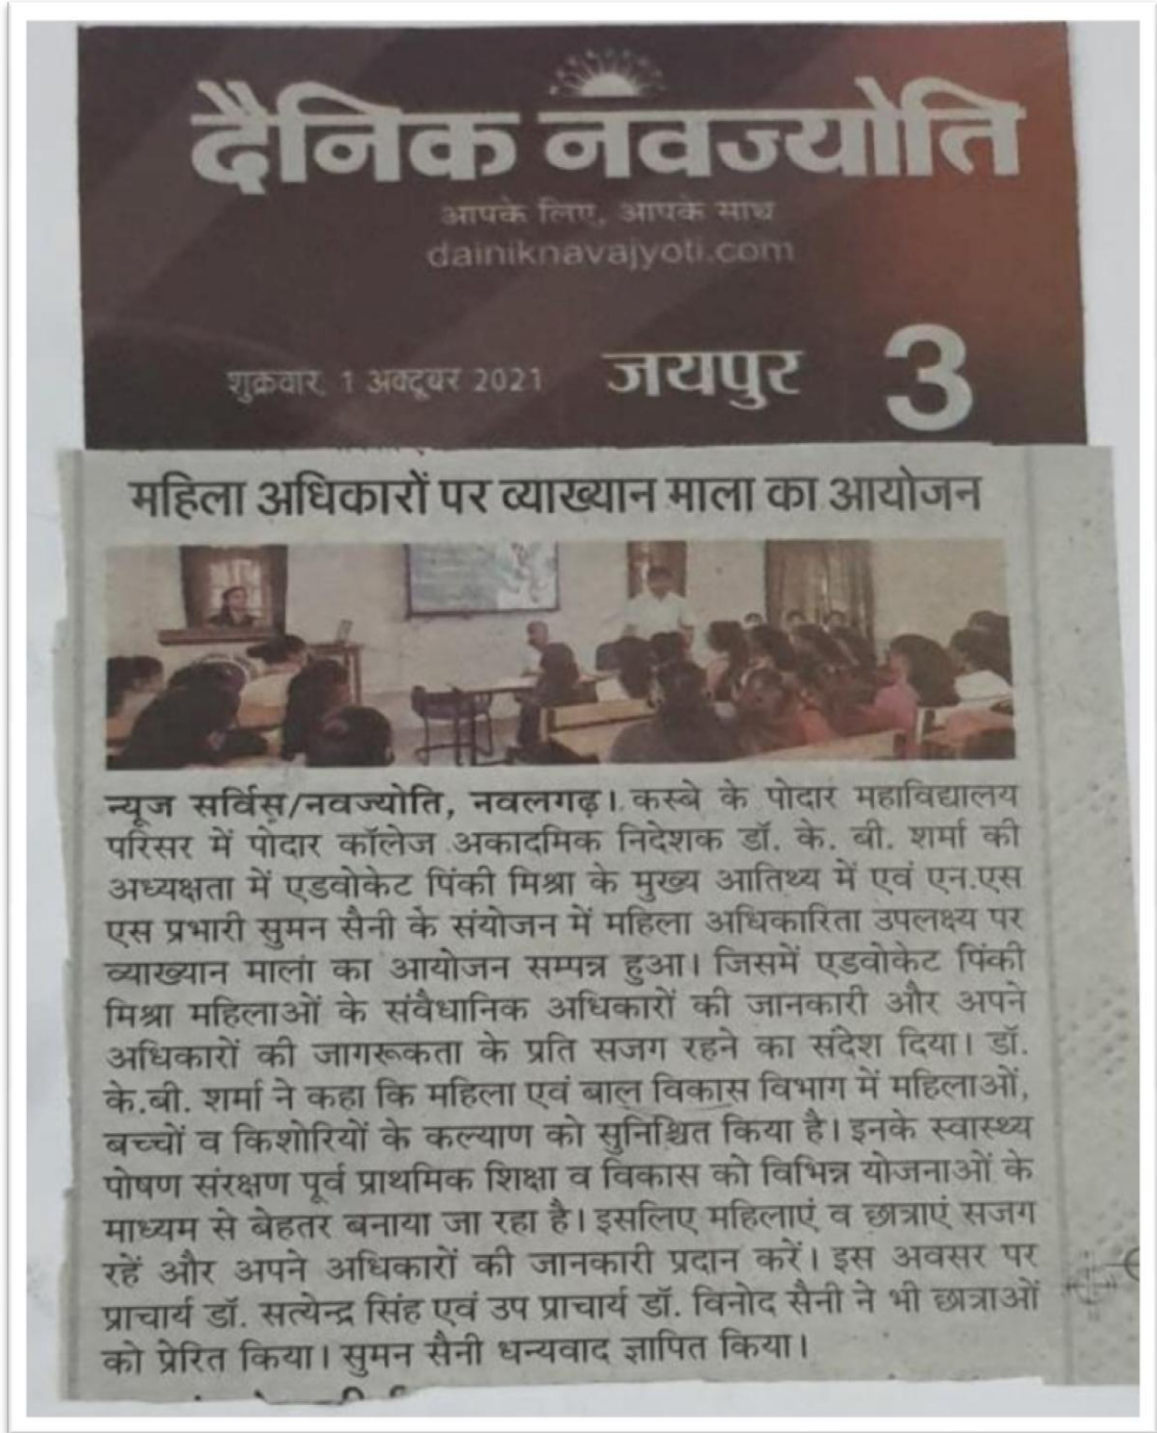 दैनिक नवज्योति
आपके लिए, आपके साथ
dainiknavajyoti.com
शुक्रवार, 1 अक्टूबर 2021 जयपुर 3
महिला अधिकारों पर व्याख्यान माला का आयोजन
न्यूज सर्विस/नवज्योति, नवलगढ़। कस्बे के पोदार महाविद्यालय
परिसर में पोदार कॉलेज अकादमिक निदेशक डॉ. के. बी. शर्मा की
अध्यक्षता में एडवोकेट पिंकी मिश्रा के मुख्य आतिथ्य में एवं एन.एस
एस प्रभारी सुमन सैनी के संयोजन में महिला अधिकारिता उपलक्ष्य पर
व्याख्यान माला का आयोजन सम्पन्न हुआ। जिसमें एडवोकेट पिंकी
मिश्रा महिलाओं के संवैधानिक अधिकारों की जानकारी और अपने
अधिकारों की जागरूकता के प्रति सजग रहने का संदेश दिया। डॉ.
के.बी. शर्मा ने कहा कि महिला एवं बाल विकास विभाग में महिलाओं,
बच्चों व किशोरियों के कल्याण को सुनिश्चित किया है। इनके स्वास्थ्य
पोषण संरक्षण पूर्व प्राथमिक शिक्षा व विकास को विभिन्न योजनाओं के
माध्यम से बेहतर बनाया जा रहा है। इसलिए महिलाएं व छात्राएं सजग
रहें और अपने अधिकारों की जानकारी प्रदान करें। इस अवसर पर
प्राचार्य डॉ. सत्येन्द्र सिंह एवं उप प्राचार्य डॉ. विनोद सैनी ने भी छात्राओं
को प्रेरित किया। सुमन सैनी धन्यवाद ज्ञापित किया।